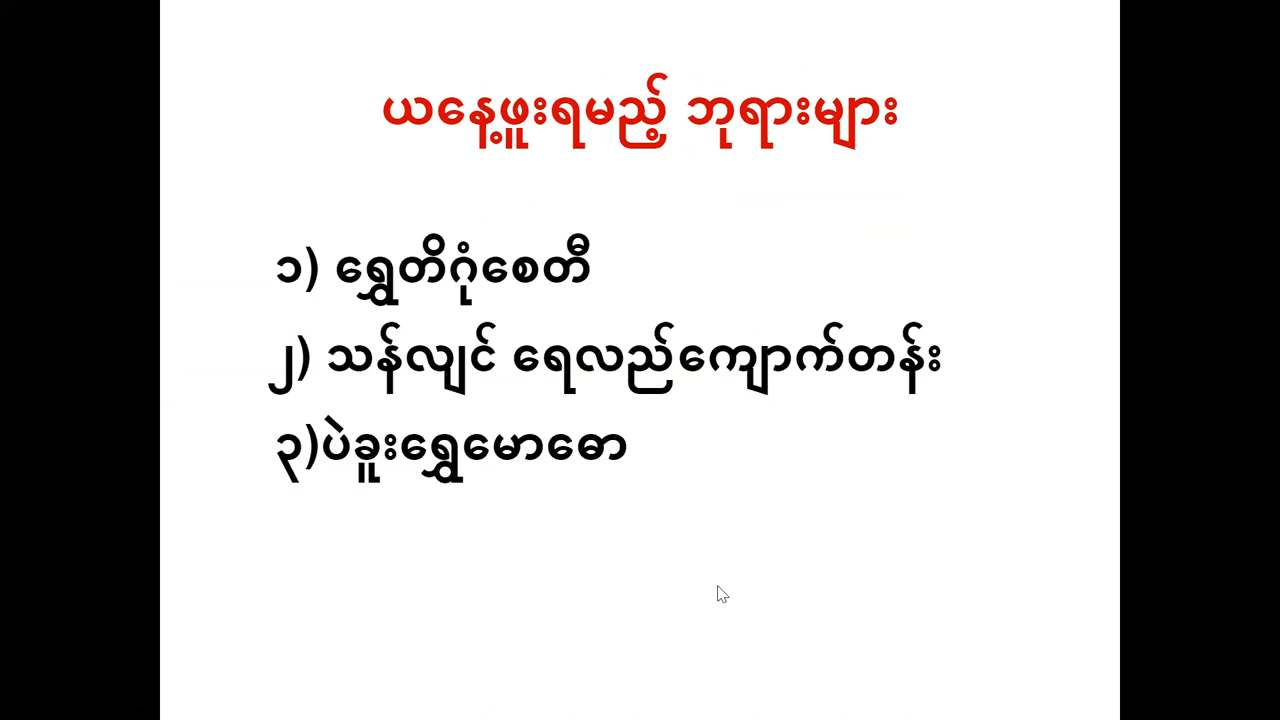 ယနေ့ဖူးရမည့် ဘုရားများ
၁) ရွှေတိဂုံစေတီ
၂) သန်လျင် ရေလည်ကျောက်တန်း
၃)ပဲခူးရွှေမောဓော